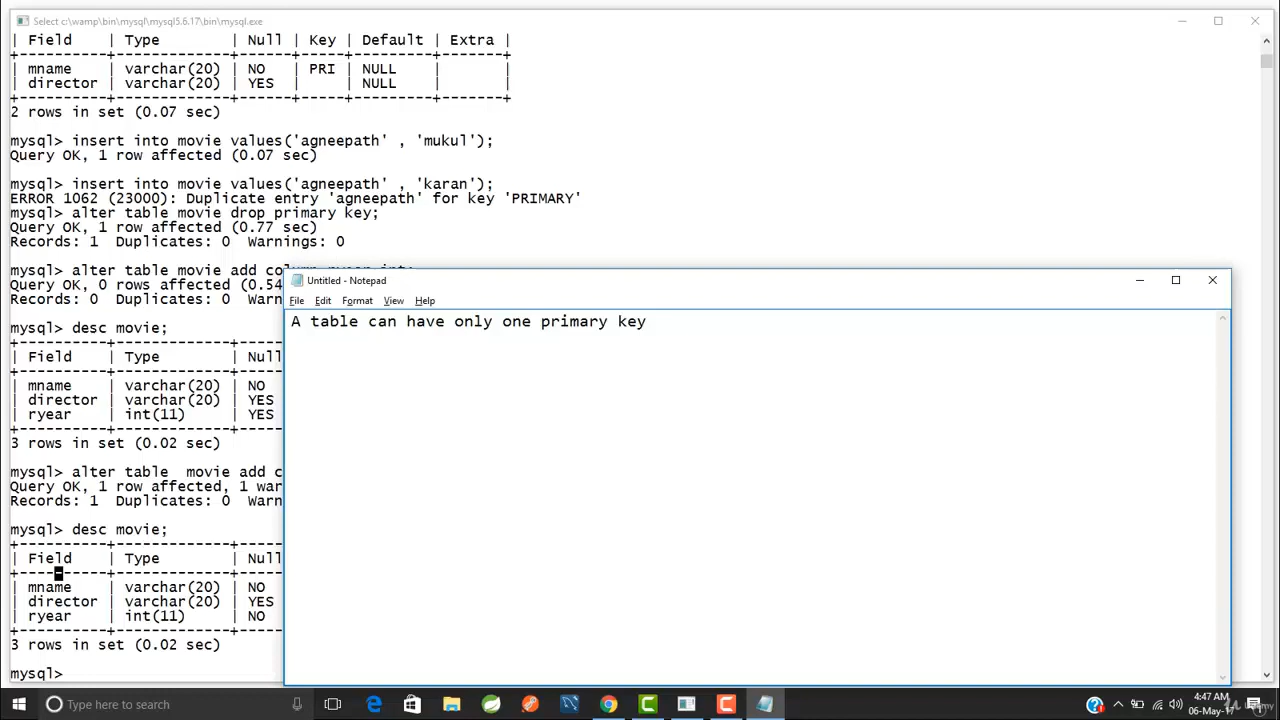 Select c:\wamp\bin\mysql\mysql5.6.17\bin\mysql.exe
| Field    | Type        | Null | Key | Default | Extra |
+----------+-------------+------+-----+---------+-------+
| mname    | varchar(20) | NO   | PRI | NULL    |       |
| director | varchar(20) | YES  |     | NULL    |       |
+----------+-------------+------+-----+---------+-------+
2 rows in set (0.07 sec)
mysql> insert into movie values('agneepath' , 'mukul');
Query OK, 1 row affected (0.07 sec)
mysql> insert into movie values('agneepath' , 'karan');
ERROR 1062 (23000): Duplicate entry 'agneepath' for key 'PRIMARY'
mysql> alter table movie drop primary key;
Query OK, 1 row affected (0.77 sec)
Records: 1  Duplicates: 0  Warnings: 0
mysql> alter table movie add
Query OK, 0 rows affected (0.54
Records: 0  Duplicates: 0  Warn
mysql> desc movie;
+----------+-------------+------
| Field    | Type        | Null
+----------+-------------+------
| mname    | varchar(20) | NO
| director | varchar(20) | YES
| ryear    | int(11)     | YES
+----------+-------------+------
3 rows in set (0.02 sec)
mysql> alter table  movie add c
Query OK, 1 row affected, 1 war
Records: 1  Duplicates: 0  Warn
mysql> desc movie;
+----------+-------------+------
| Field    | Type        | Null
+----------+-------------+------
| mname    | varchar(20) | NO
| director | varchar(20) | YES
| ryear    | int(11)     | NO
+----------+-------------+------
3 rows in set (0.02 sec)
mysql>
Untitled - Notepad
File Edit Format View Help
A table can have only one primary key
Type here to search
4:47 AM
06-May-17